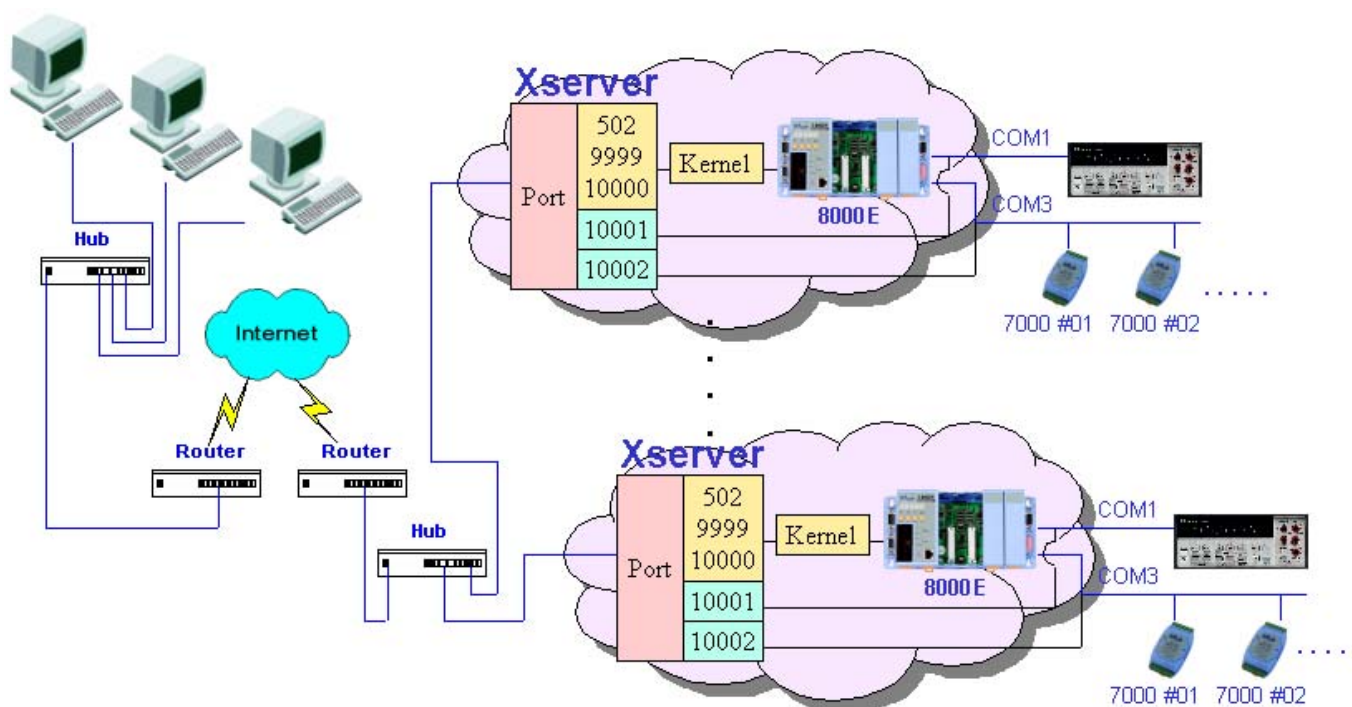 Xserver
Port
502
9999
10000
10001
10002
Kernel
8000E
COM1
COM3
7000 #01
7000 #02
.....
Hub
Internet
Router
Router
Hub
Xserver
Port
502
9999
10000
10001
10002
Kernel
8000E
COM1
COM3
7000 #01
7000 #02
....